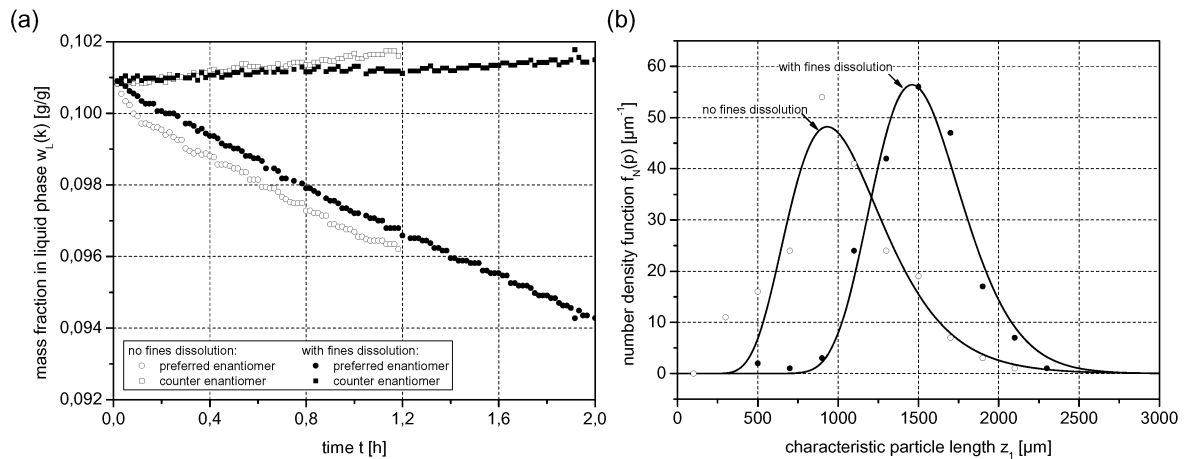 (a)
mass fraction in liquid phase w_L(k) [g/g]
0,102
0,100
0,098
0,096
0,094
0,092
0,0
0,4
0,8
1,2
1,6
2,0
time t [h]
no fines dissolution:
with fines dissolution:
preferred enantiomer
preferred enantiomer
counter enantiomer
counter enantiomer
(b)
number density function f_N(p) [µm⁻¹]
60
50
40
30
20
10
0
0
500
1000
1500
2000
2500
3000
with fines dissolution
no fines dissolution
characteristic particle length z₁ [µm]